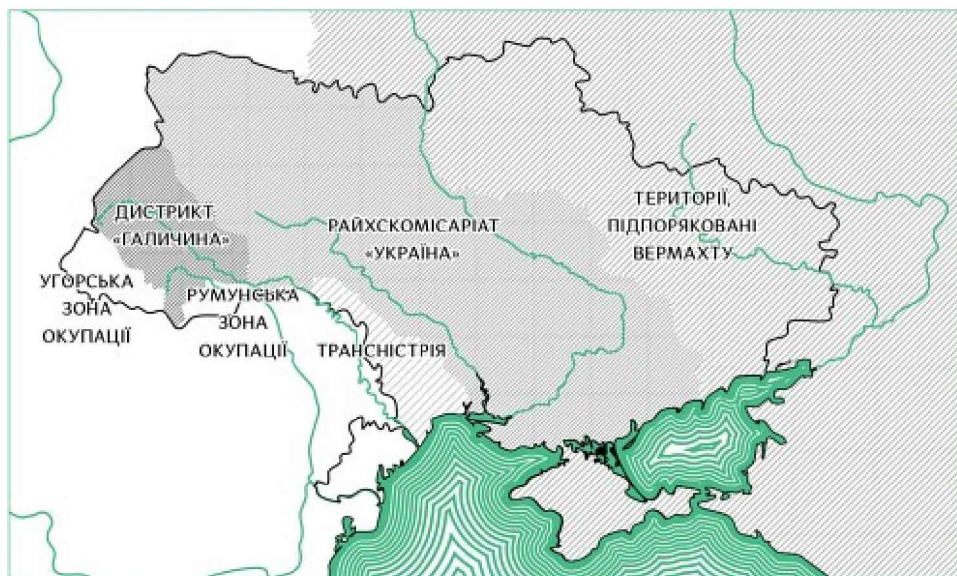 ДИСТРИКТ
«ГАЛИЧИНА»
УГОРСЬКА
ЗОНА
ОКУПАЦІЇ
РУМУНСЬКА
ЗОНА
ОКУПАЦІЇ
ТРАНСНІСТРІЯ
РАЙХСКОМІСАРІАТ
«УКРАЇНА»
ТЕРИТОРІЇ,
ПІДПОРЯКОВАНІ
ВЕРМАХТУ